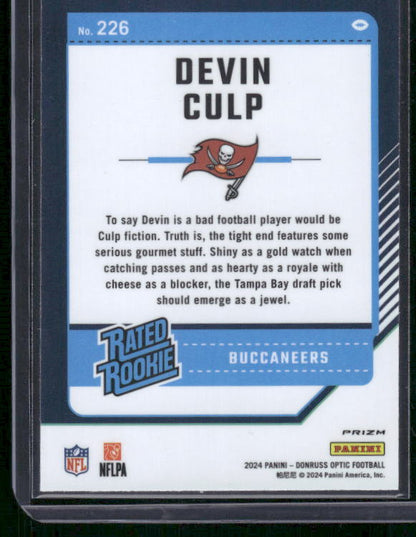 No. 226
DEVIN
CULP
To say Devin is a bad football player would be
Culp fiction. Truth is, the tight end features some
serious gourmet stuff. Shiny as a gold watch when
catching passes and as hearty as a royale with
cheese as a blocker, the Tampa Bay draft pick
should emerge as a jewel.
RATED
ROOKIE
BUCCANEERS
PRIZM
PANINI
NFL
NFLPA
2024 PANINI – DONRUSS OPTIC FOOTBALL
帕尼尼 © 2024 Panini America, Inc.